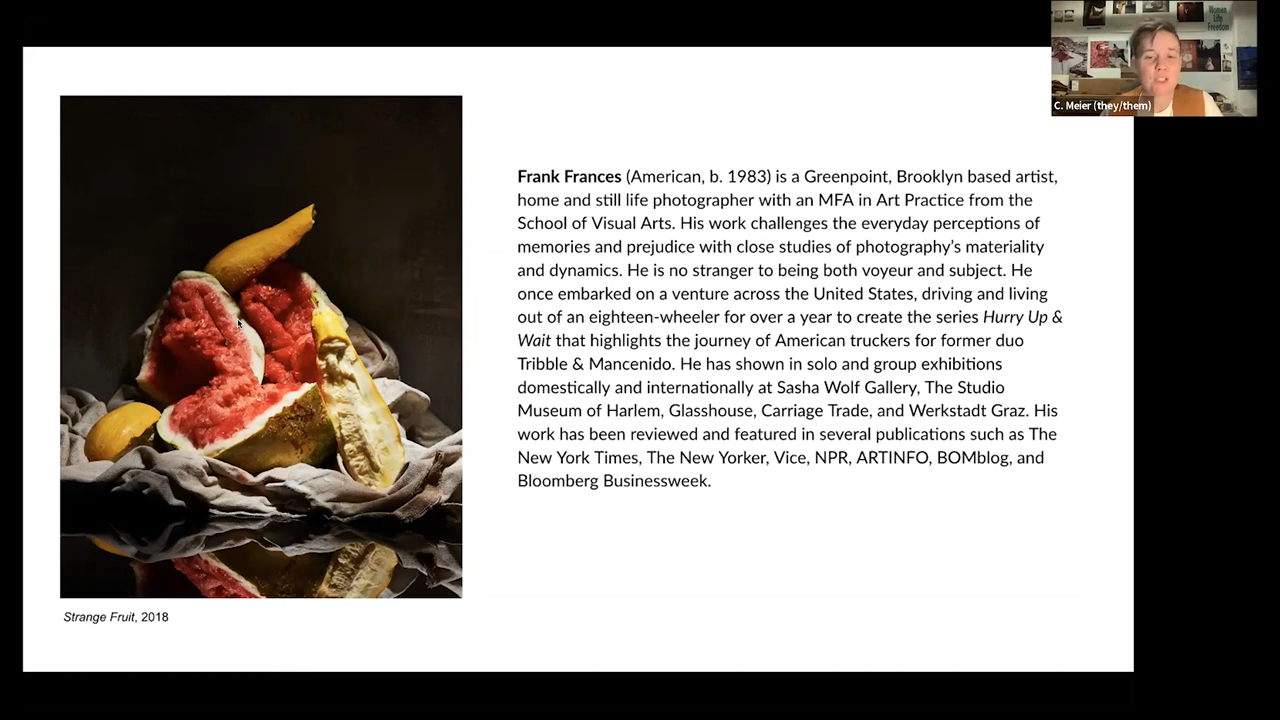 Women
Life
Freedom
C. Meier (they/them)
Frank Frances (American, b. 1983) is a Greenpoint, Brooklyn based artist,
home and still life photographer with an MFA in Art Practice from the
School of Visual Arts. His work challenges the everyday perceptions of
memories and prejudice with close studies of photography’s materiality
and dynamics. He is no stranger to being both voyeur and subject. He
once embarked on a venture across the United States, driving and living
out of an eighteen-wheeler for over a year to create the series Hurry Up &
Wait that highlights the journey of American truckers for former duo
Tribble & Mancenido. He has shown in solo and group exhibitions
domestically and internationally at Sasha Wolf Gallery, The Studio
Museum of Harlem, Glasshouse, Carriage Trade, and Werkstadt Graz. His
work has been reviewed and featured in several publications such as The
New York Times, The New Yorker, Vice, NPR, ARTINFO, BOMblog, and
Bloomberg Businessweek.
Strange Fruit, 2018